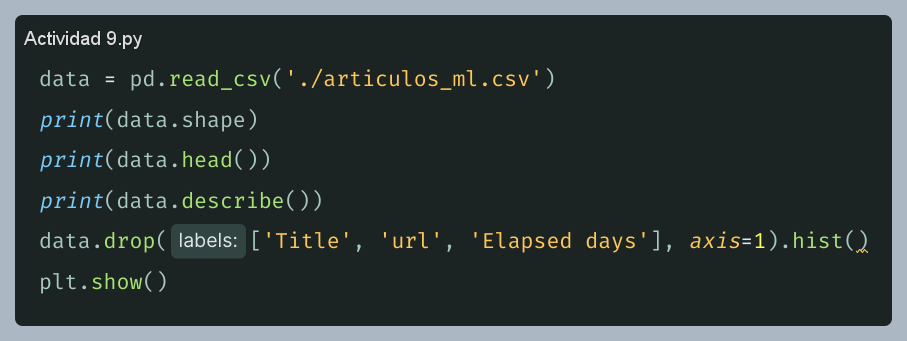 Actividad 9.py
data = pd.read_csv('./articulos_ml.csv')
print(data.shape)
print(data.head())
print(data.describe())
data.drop( labels: ['Title', 'url', 'Elapsed days'], axis=1).hist()
plt.show()